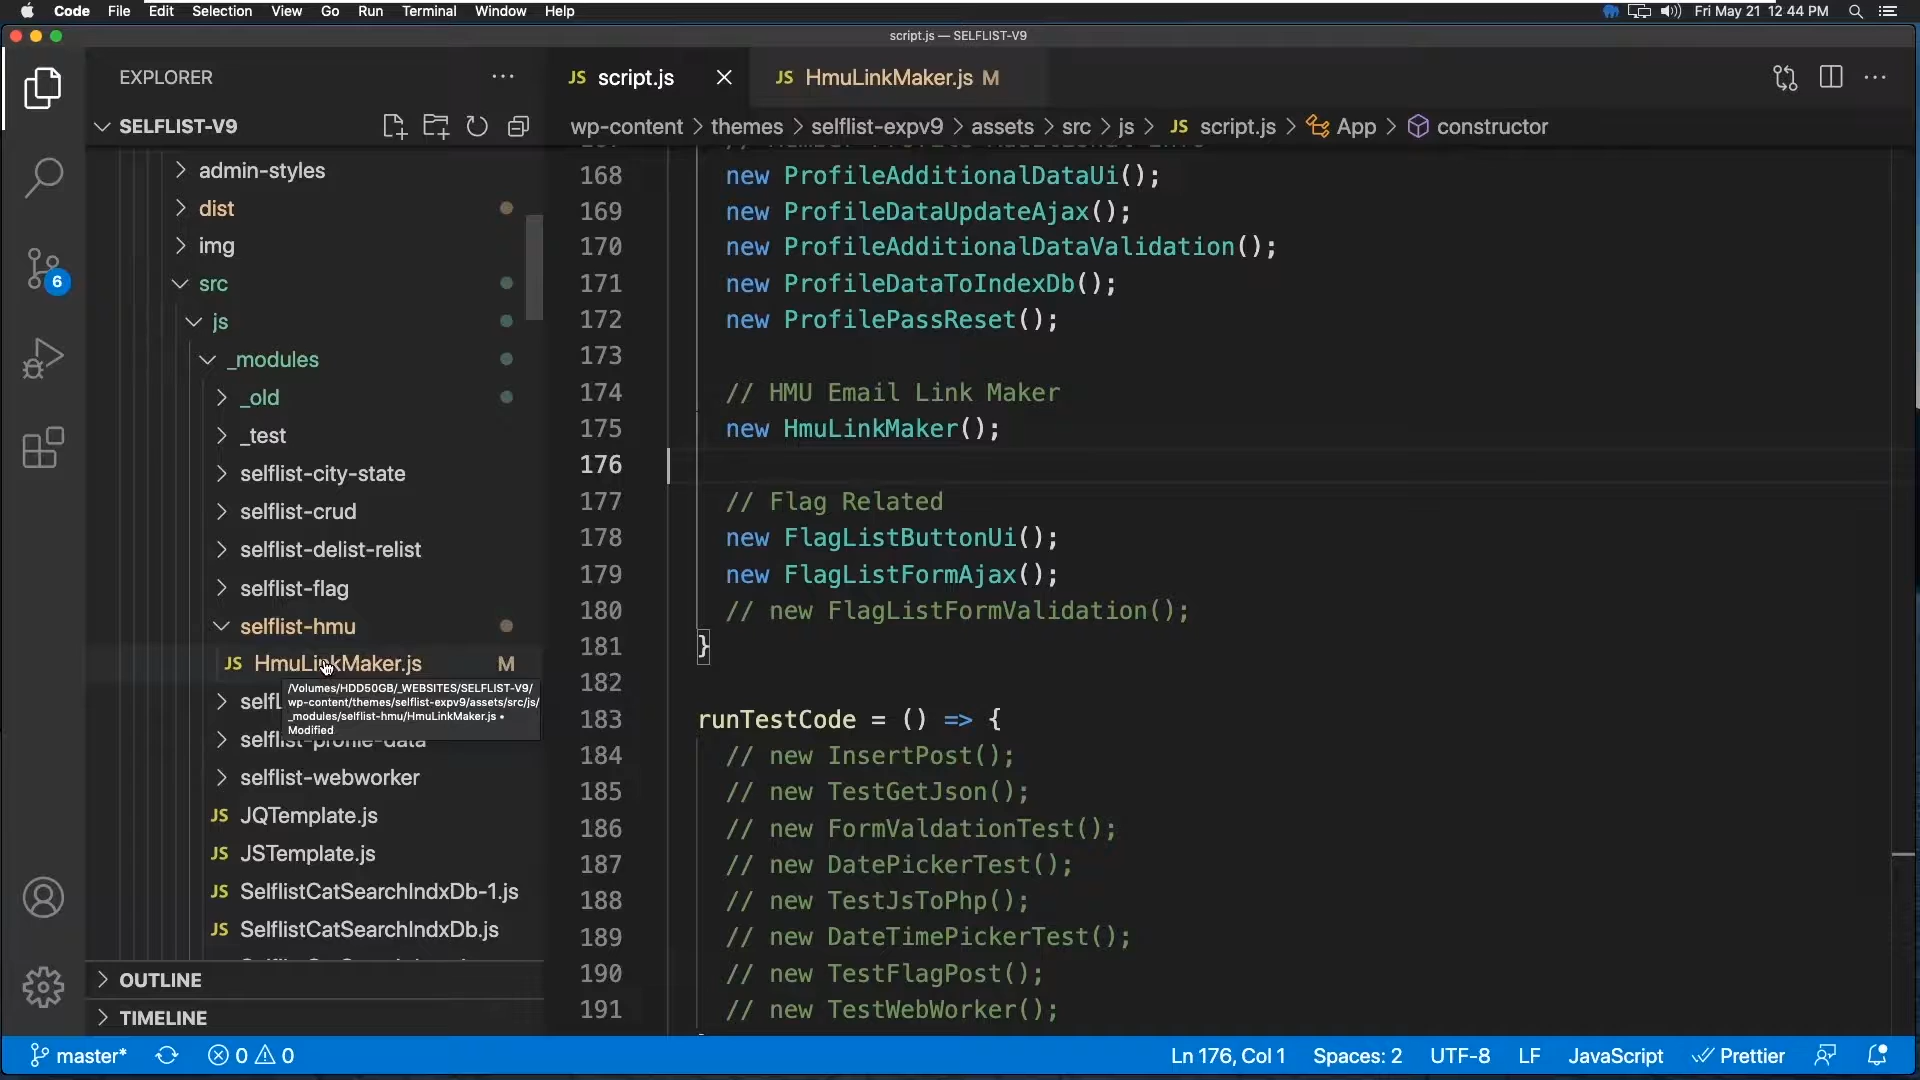 Code File Edit Selection View Go Run Terminal Window Help
Fri May 21 12:44 PM
script.js — SELFLIST-V9
EXPLORER
JS script.js
JS HmuLinkMaker.js M
SELFLIST-V9
wp-content > themes > selflist-expv9 > assets > src > js > JS script.js > App > constructor
admin-styles
dist
img
src
js
_modules
_old
_test
selflist-city-state
selflist-crud
selflist-delist-relist
selflist-flag
selflist-hmu
JS HmuLinkMaker.js M
/Volumes/HDD50GB/_WEBSITES/SELFLIST-V9/
wp-content/themes/selflist-expv9/assets/src/js/
_modules/selflist-hmu/HmuLinkMaker.js •
Modified
selflist-profile-data
selflist-webworker
JS JQTemplate.js
JS JSTemplate.js
JS SelflistCatSearchIndxDb-1.js
JS SelflistCatSearchIndxDb.js
OUTLINE
TIMELINE
168 new ProfileAdditionalDataUi();
169 new ProfileDataUpdateAjax();
170 new ProfileAdditionalDataValidation();
171 new ProfileDataToIndexDb();
172 new ProfilePassReset();
173
174 // HMU Email Link Maker
175 new HmuLinkMaker();
176
177 // Flag Related
178 new FlagListButtonUi();
179 new FlagListFormAjax();
180 // new FlagListFormValidation();
181 }
182
183 runTestCode = () => {
184 // new InsertPost();
185 // new TestGetJson();
186 // new FormValdationTest();
187 // new DatePickerTest();
188 // new TestJsToPhp();
189 // new DateTimePickerTest();
190 // new TestFlagPost();
191 // new TestWebWorker();
6
master* 0 0
Ln 176, Col 1 Spaces: 2 UTF-8 LF JavaScript Prettier